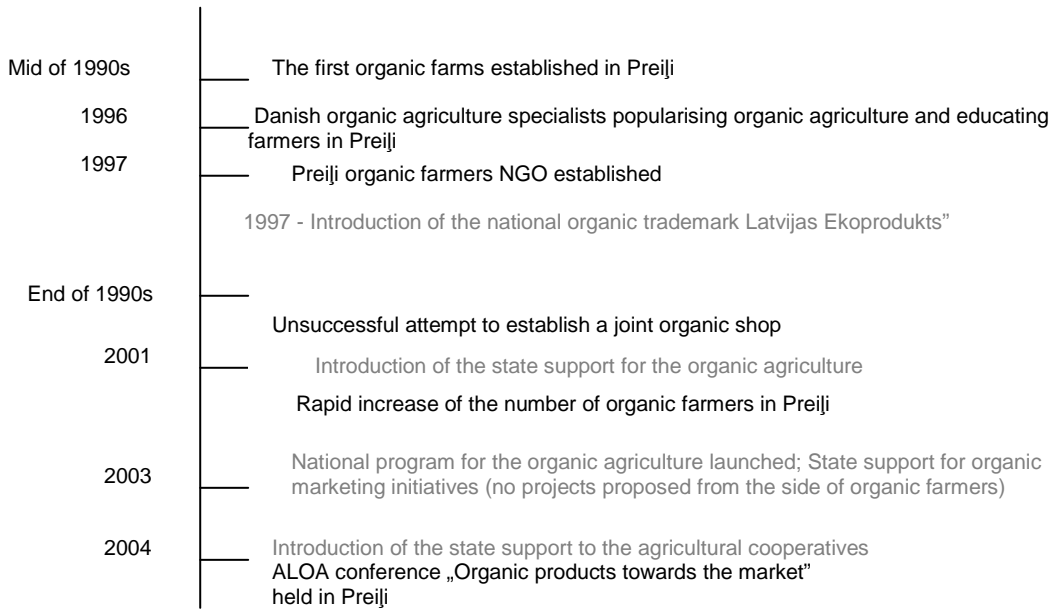 Mid of 1990s
The first organic farms established in Preiļi
1996
Danish organic agriculture specialists popularising organic agriculture and educating
farmers in Preiļi
1997
Preiļi organic farmers NGO established
1997 - Introduction of the national organic trademark Latvijas Ekoprodukts”
End of 1990s
Unsuccessful attempt to establish a joint organic shop
2001
Introduction of the state support for the organic agriculture
Rapid increase of the number of organic farmers in Preiļi
2003
National program for the organic agriculture launched; State support for organic
marketing initiatives (no projects proposed from the side of organic farmers)
2004
Introduction of the state support to the agricultural cooperatives
ALOA conference „Organic products towards the market”
held in Preiļi